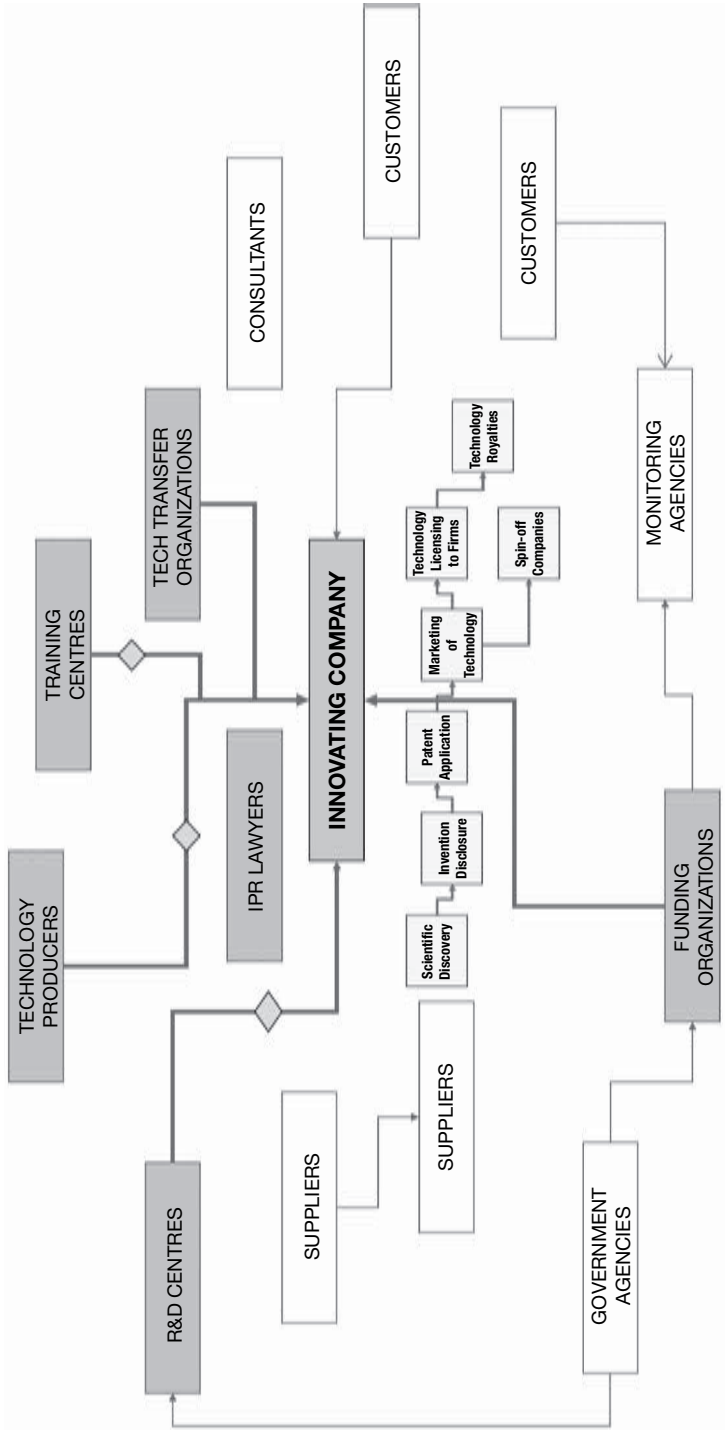 TECHNOLOGY
PRODUCERS
TRAINING
CENTRES
R&D CENTRES
TECH TRANSFER
ORGANIZATIONS
IPR LAWYERS
CONSULTANTS
SUPPLIERS
INNOVATING COMPANY
CUSTOMERS
SUPPLIERS
Scientific
Discovery
Invention
Disclosure
Patent
Application
Marketing
of
Technology
Technology
Licensing
to Firms
Technology
Royalties
Spin-off
Companies
CUSTOMERS
GOVERNMENT
AGENCIES
FUNDING
ORGANIZATIONS
MONITORING
AGENCIES